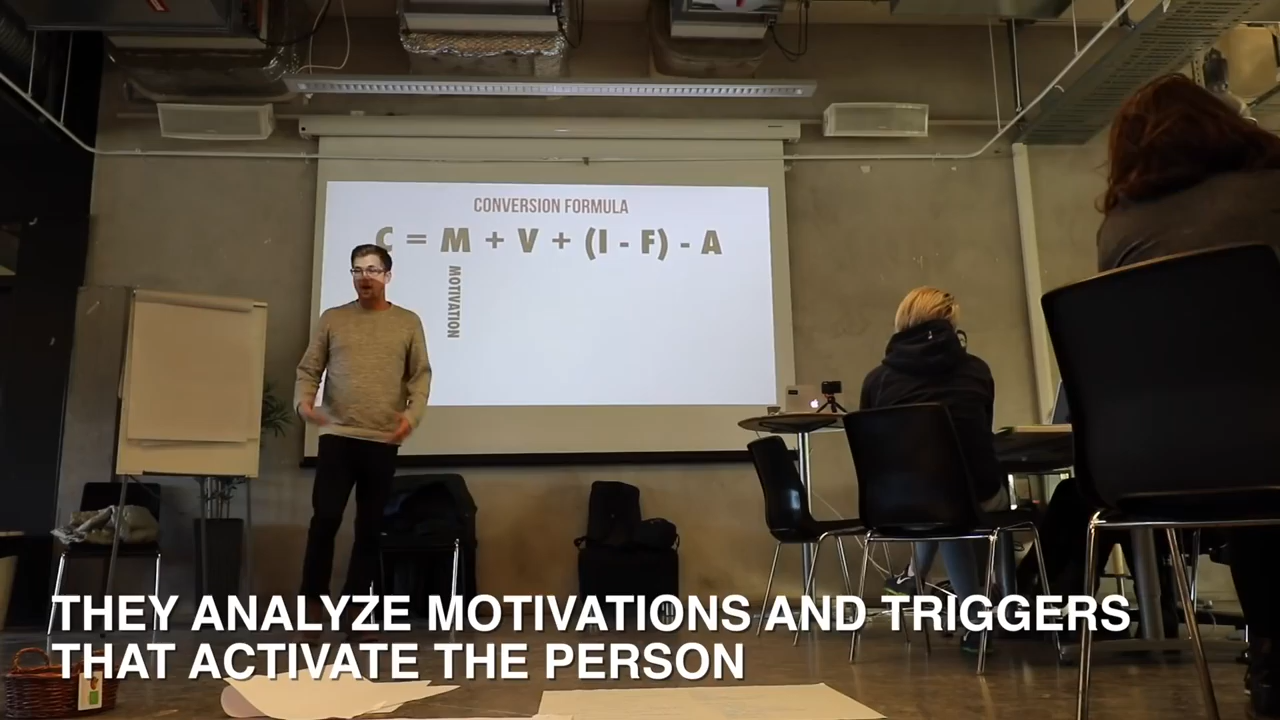 CONVERSION FORMULA
C = M + V + (I - F) - A
MOTIVATION
THEY ANALYZE MOTIVATIONS AND TRIGGERS
THAT ACTIVATE THE PERSON